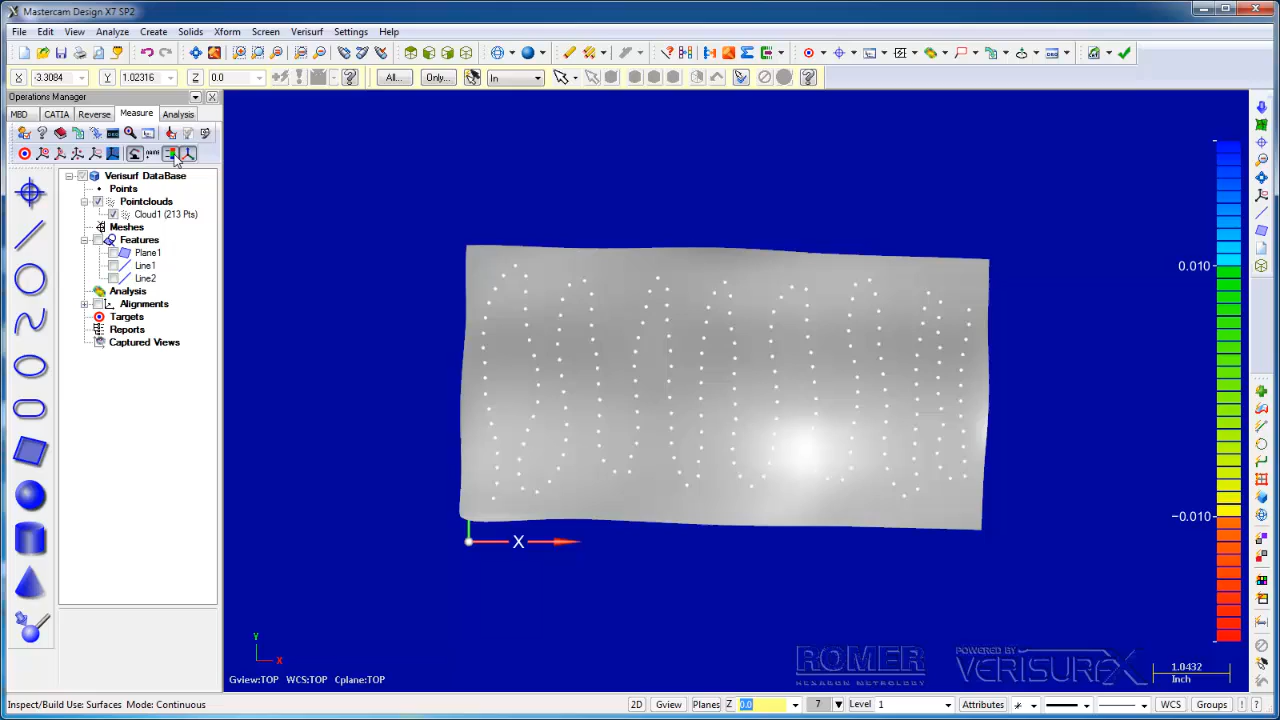 Mastercam Design X7 SP2
File Edit View Analyze Create Solids Xform Screen Verisurf Settings Help
X -3.3084 Y 1.02316 Z 0.0 All... Only... In
Operations Manager
MBD CATIA Reverse Measure Analysis
Verisurf DataBase
Points
Pointclouds
Cloud1 (213 Pts)
Meshes
Features
Plane1
Line1
Line2
Analysis
Alignments
Targets
Reports
Captured Views
0.010
-0.010
X
Y
X
Gview:TOP WCS:TOP Cplane:TOP
ROMER
HEXAGON METROLOGY
POWERED BY
VERISURF X
1.0432
Inch
Inspect/Build Use: Surfaces Mode: Continuous
2D Gview Planes Z 0.0 7 Level 1 Attributes WCS Groups ?